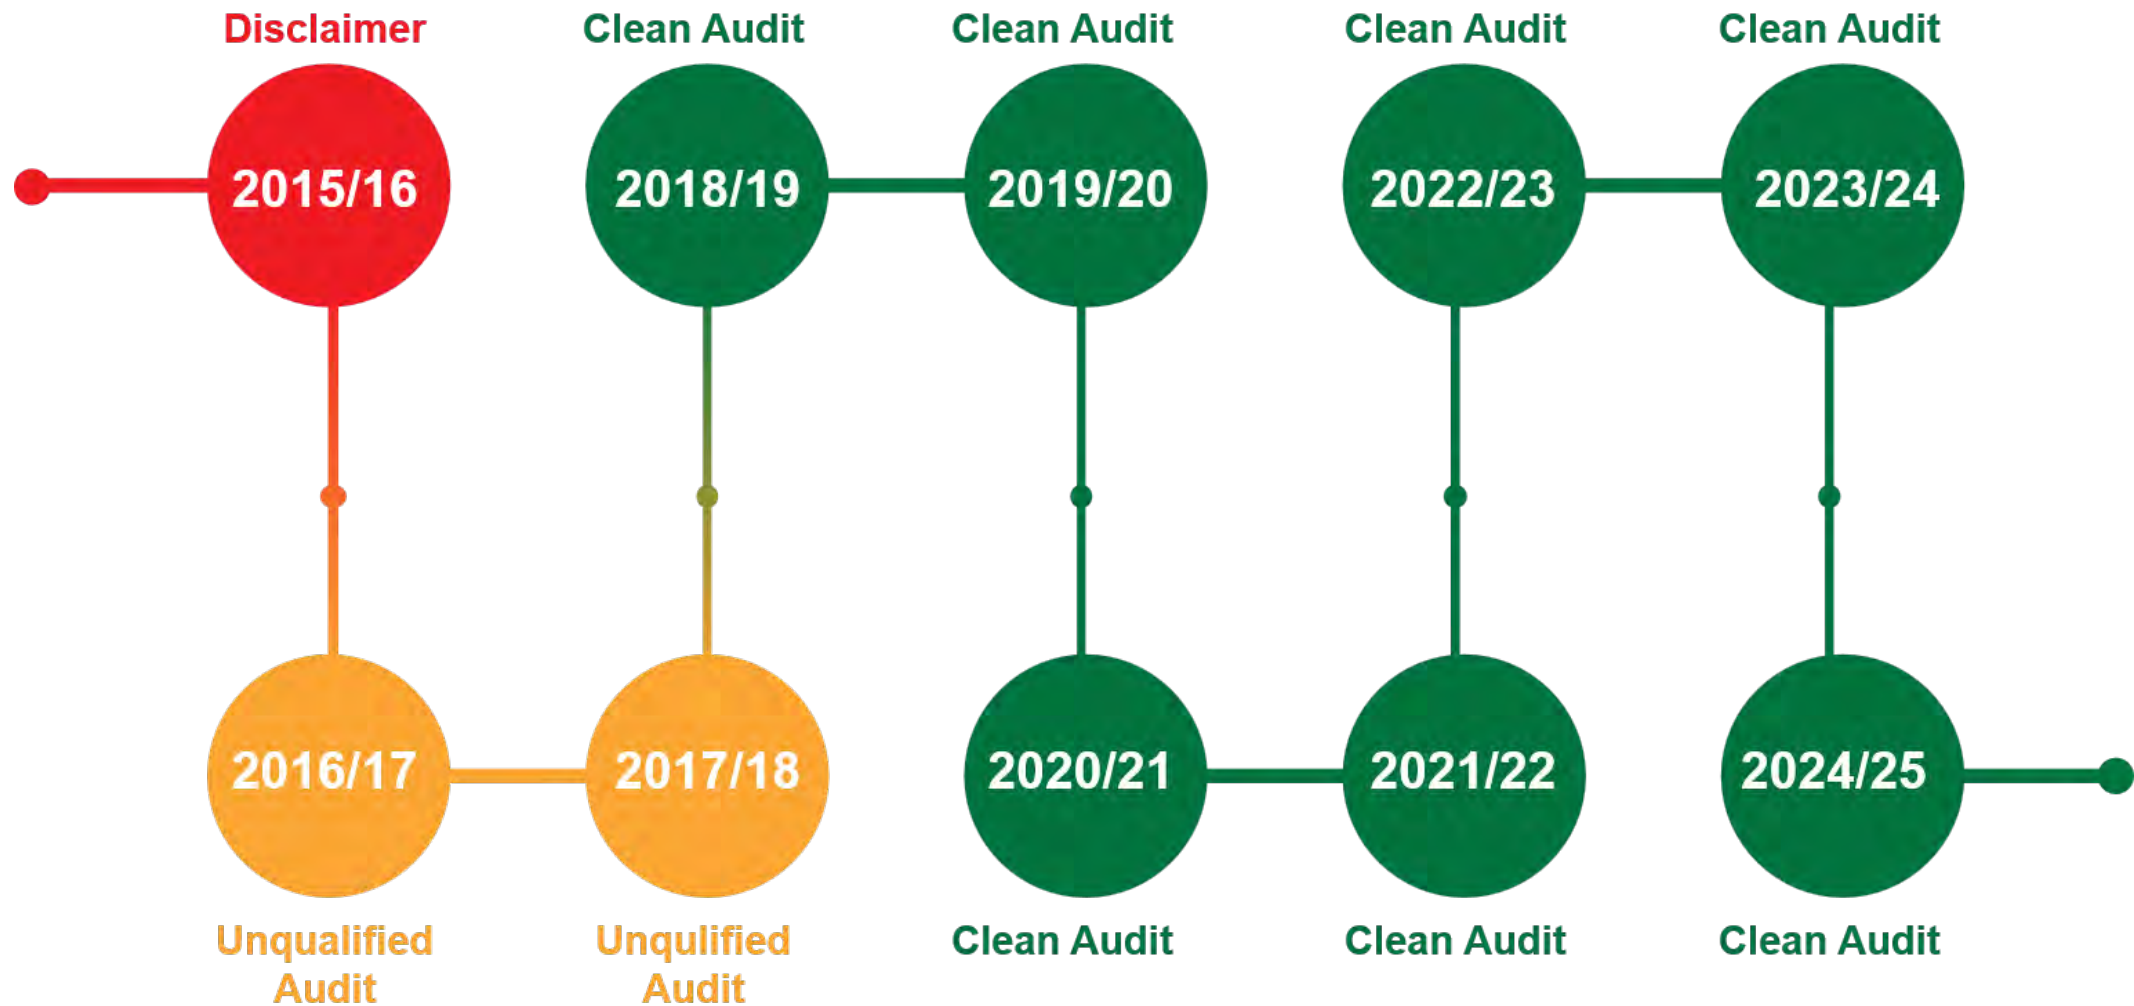 Disclaimer
Clean Audit
Clean Audit
Clean Audit
Clean Audit
2015/16
2018/19
2019/20
2022/23
2023/24
2016/17
2017/18
2020/21
2021/22
2024/25
Unqualified
Audit
Unqulified
Audit
Clean Audit
Clean Audit
Clean Audit